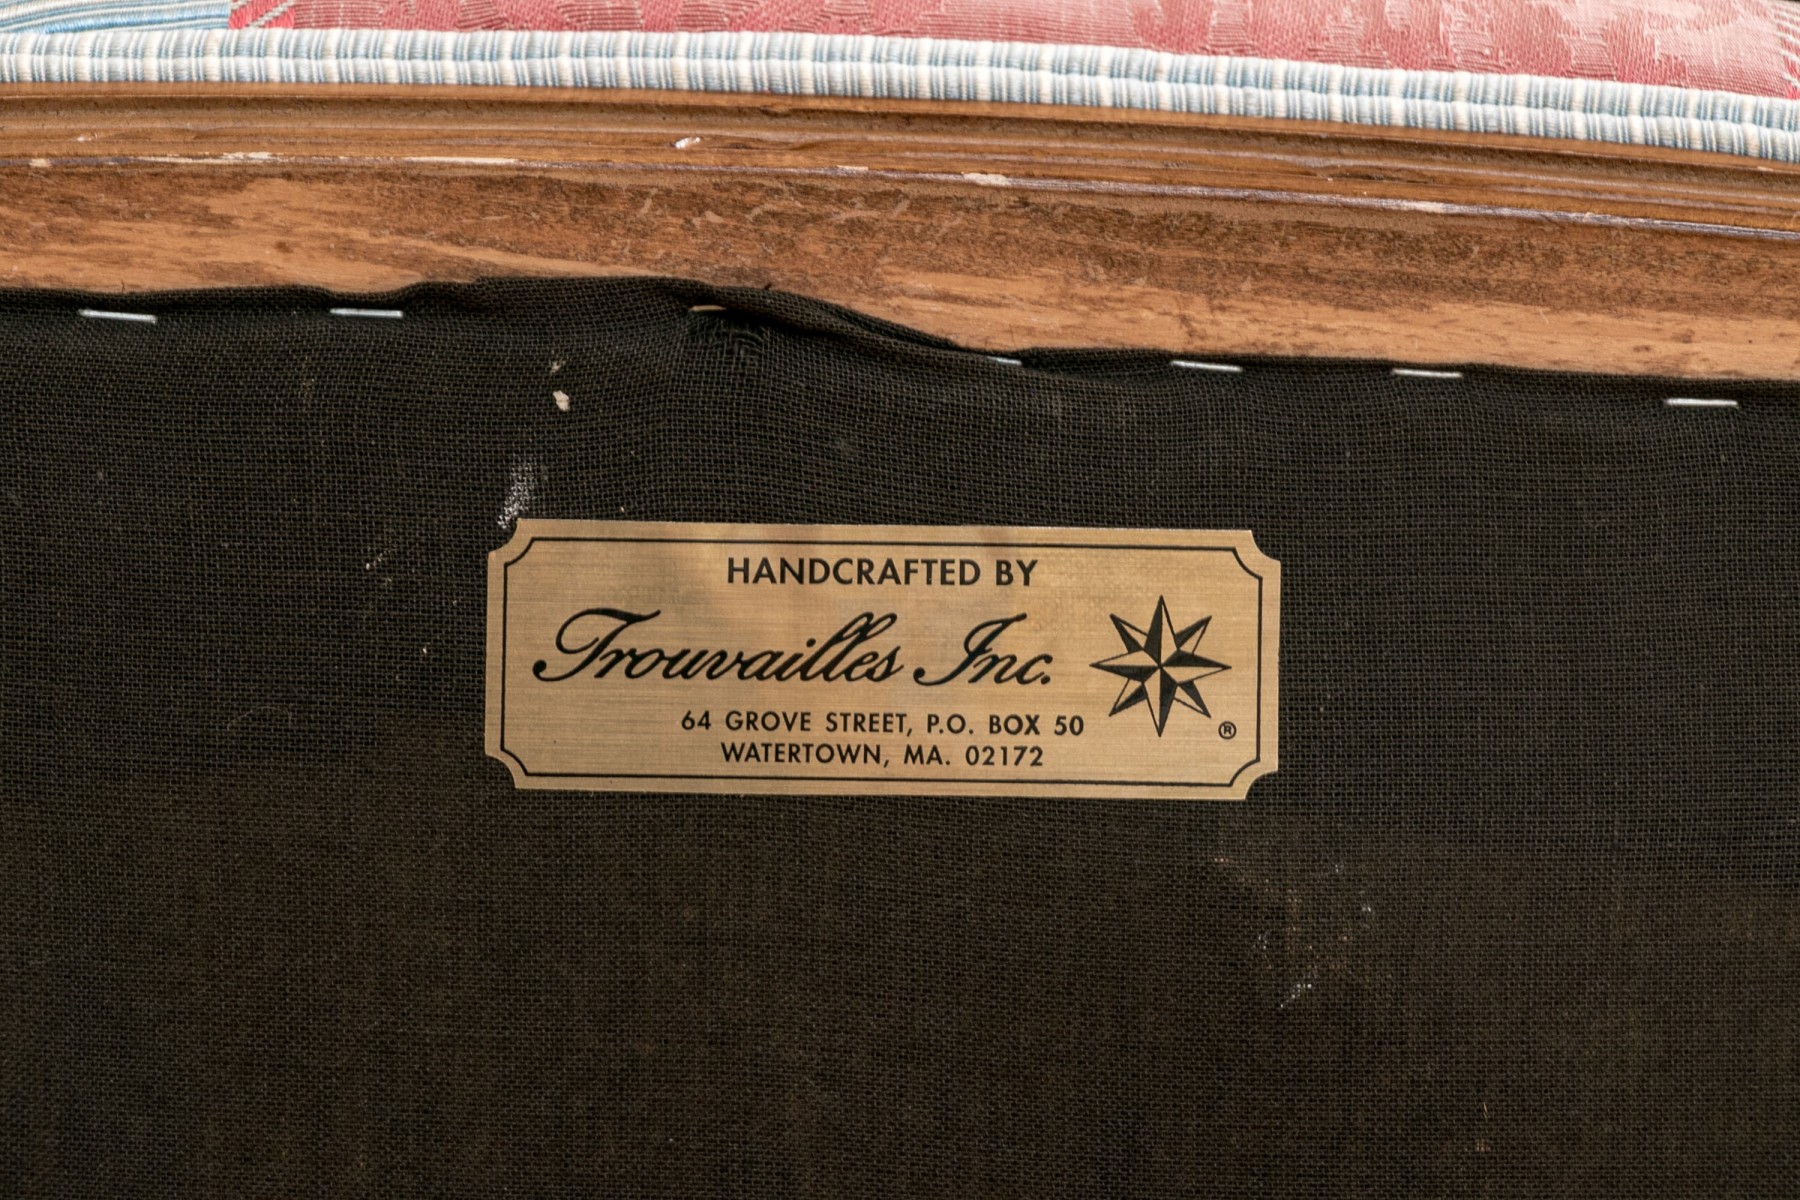 HANDCRAFTED BY
Trouvailles Inc.
64 GROVE STREET, P.O. BOX 50
WATERTOWN, MA. 02172
®